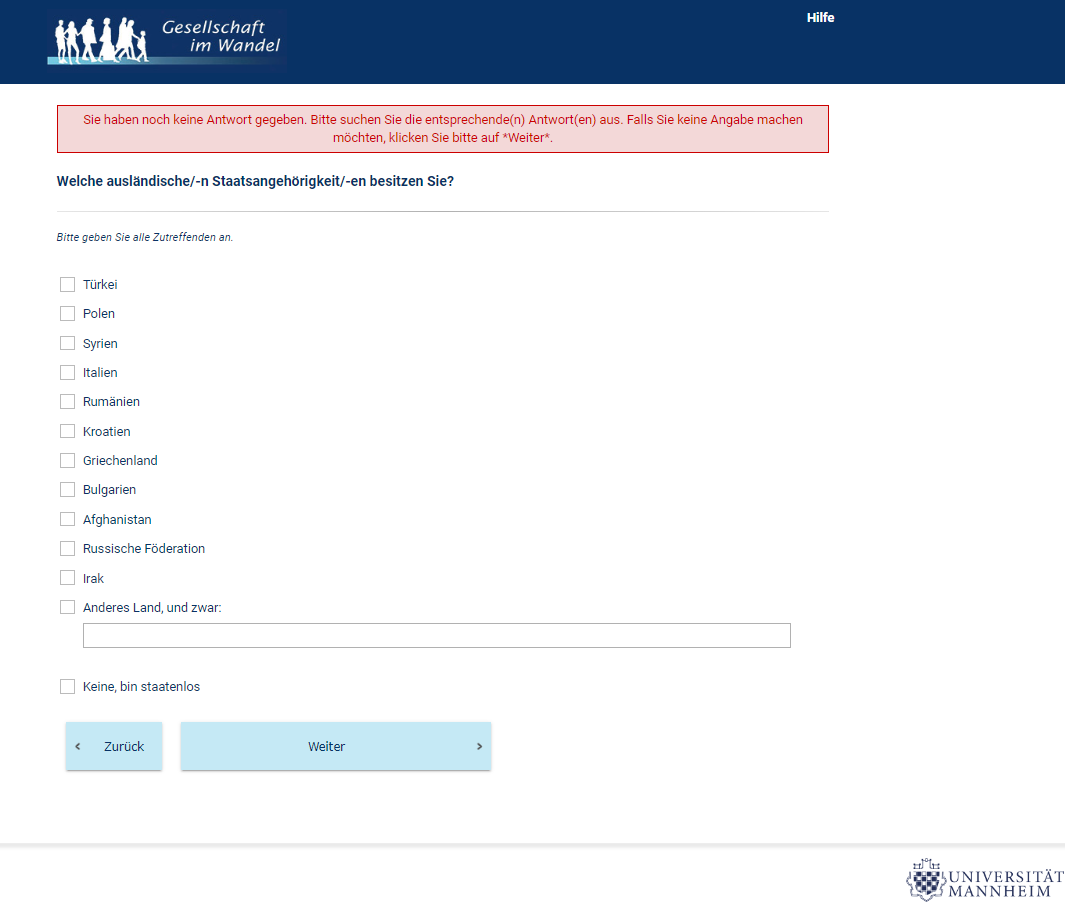 Gesellschaft
im Wandel
Hilfe
Sie haben noch keine Antwort gegeben. Bitte suchen Sie die entsprechende(n) Antwort(en) aus. Falls Sie keine Angabe machen
möchten, klicken Sie bitte auf *Weiter*.
Welche ausländische/-n Staatsangehörigkeit/-en besitzen Sie?
Bitte geben Sie alle Zutreffenden an.
Türkei
Polen
Syrien
Italien
Rumänien
Kroatien
Griechenland
Bulgarien
Afghanistan
Russische Föderation
Irak
Anderes Land, und zwar:
Keine, bin staatenlos
Zurück
Weiter
UNIVERSITÄT
MANNHEIM